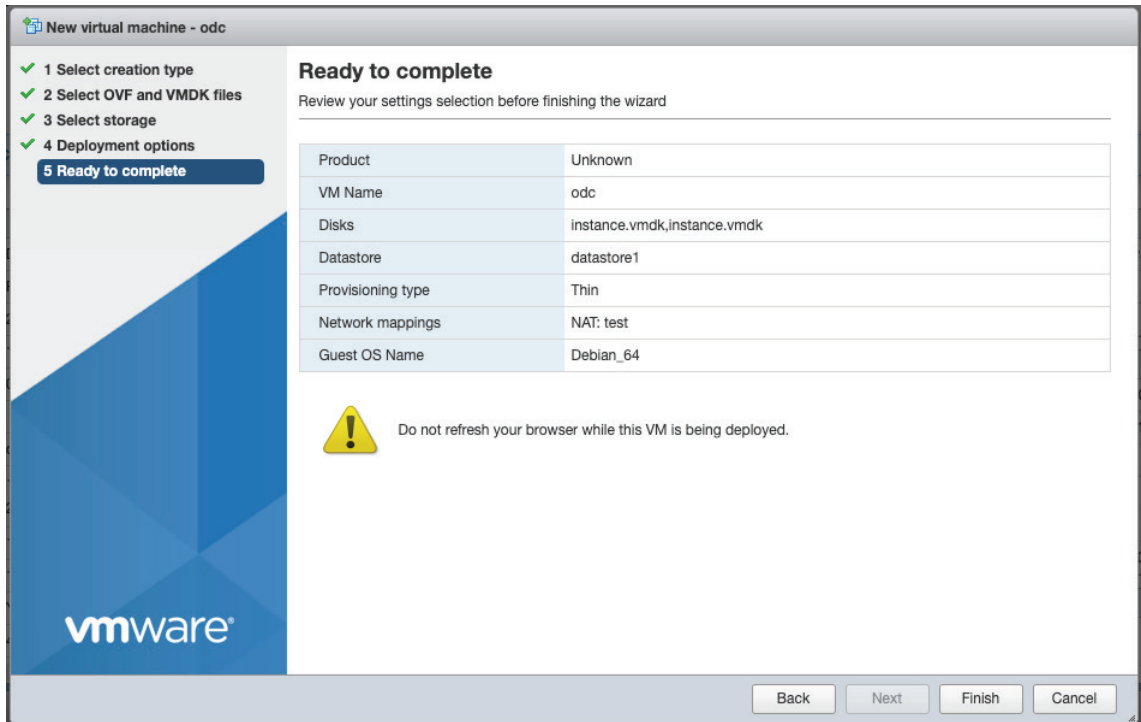 New virtual machine - odc
1 Select creation type
2 Select OVF and VMDK files
3 Select storage
4 Deployment options
5 Ready to complete
Ready to complete
Review your settings selection before finishing the wizard
Product Unknown
VM Name odc
Disks instance.vmdk,instance.vmdk
Datastore datastore1
Provisioning type Thin
Network mappings NAT: test
Guest OS Name Debian_64
Do not refresh your browser while this VM is being deployed.
vmware®
Back Next Finish Cancel